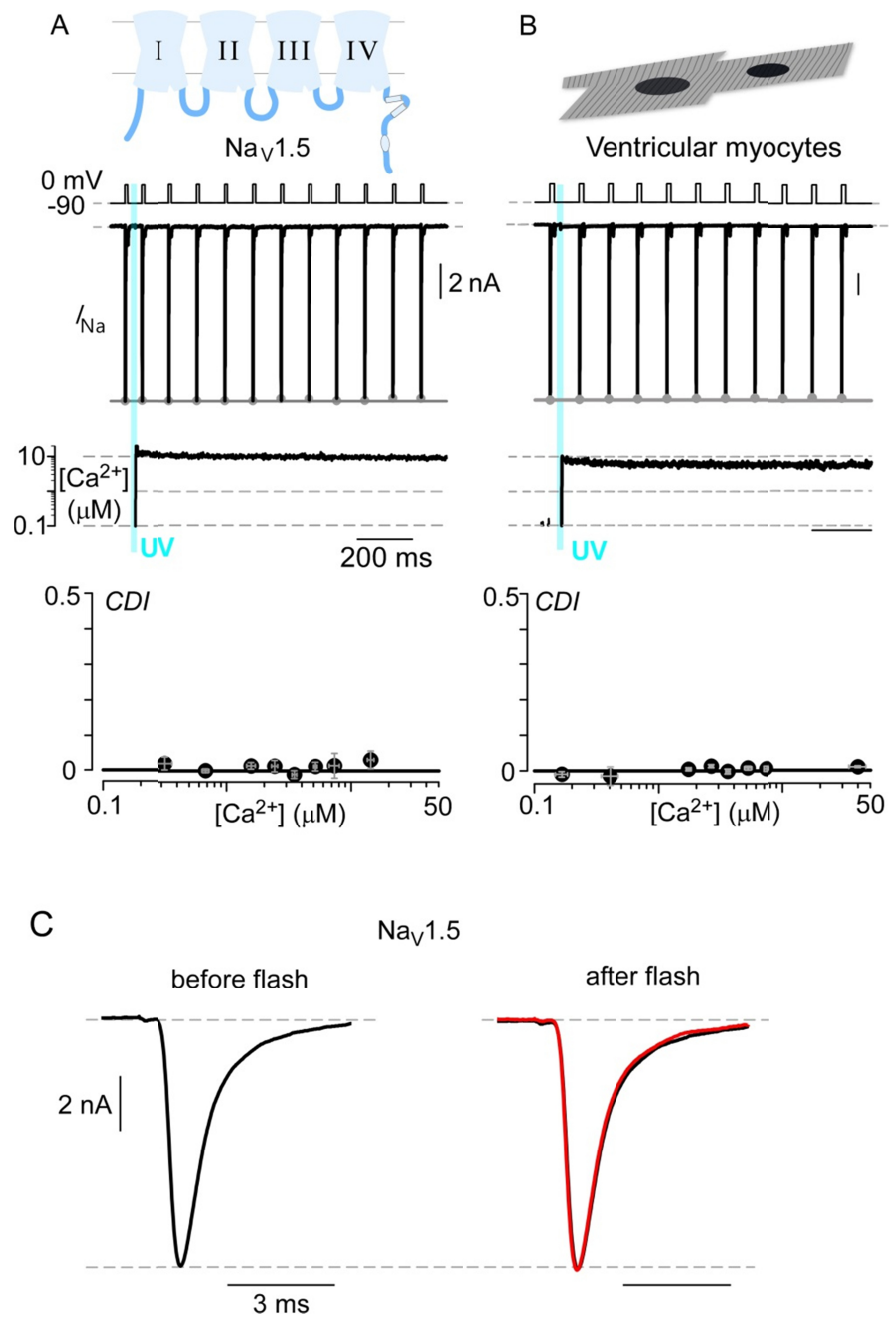 A
I II III IV
NaV1.5
0 mV
-90
2 nA
INa
10
[Ca2+]
(μM)
0.1
UV
200 ms
0.5
CDI
0
0.1
[Ca2+] (μM)
50
B
Ventricular myocytes
UV
0.5
CDI
0
0.1
[Ca2+] (μM)
50
C
NaV1.5
before flash
after flash
2 nA
3 ms